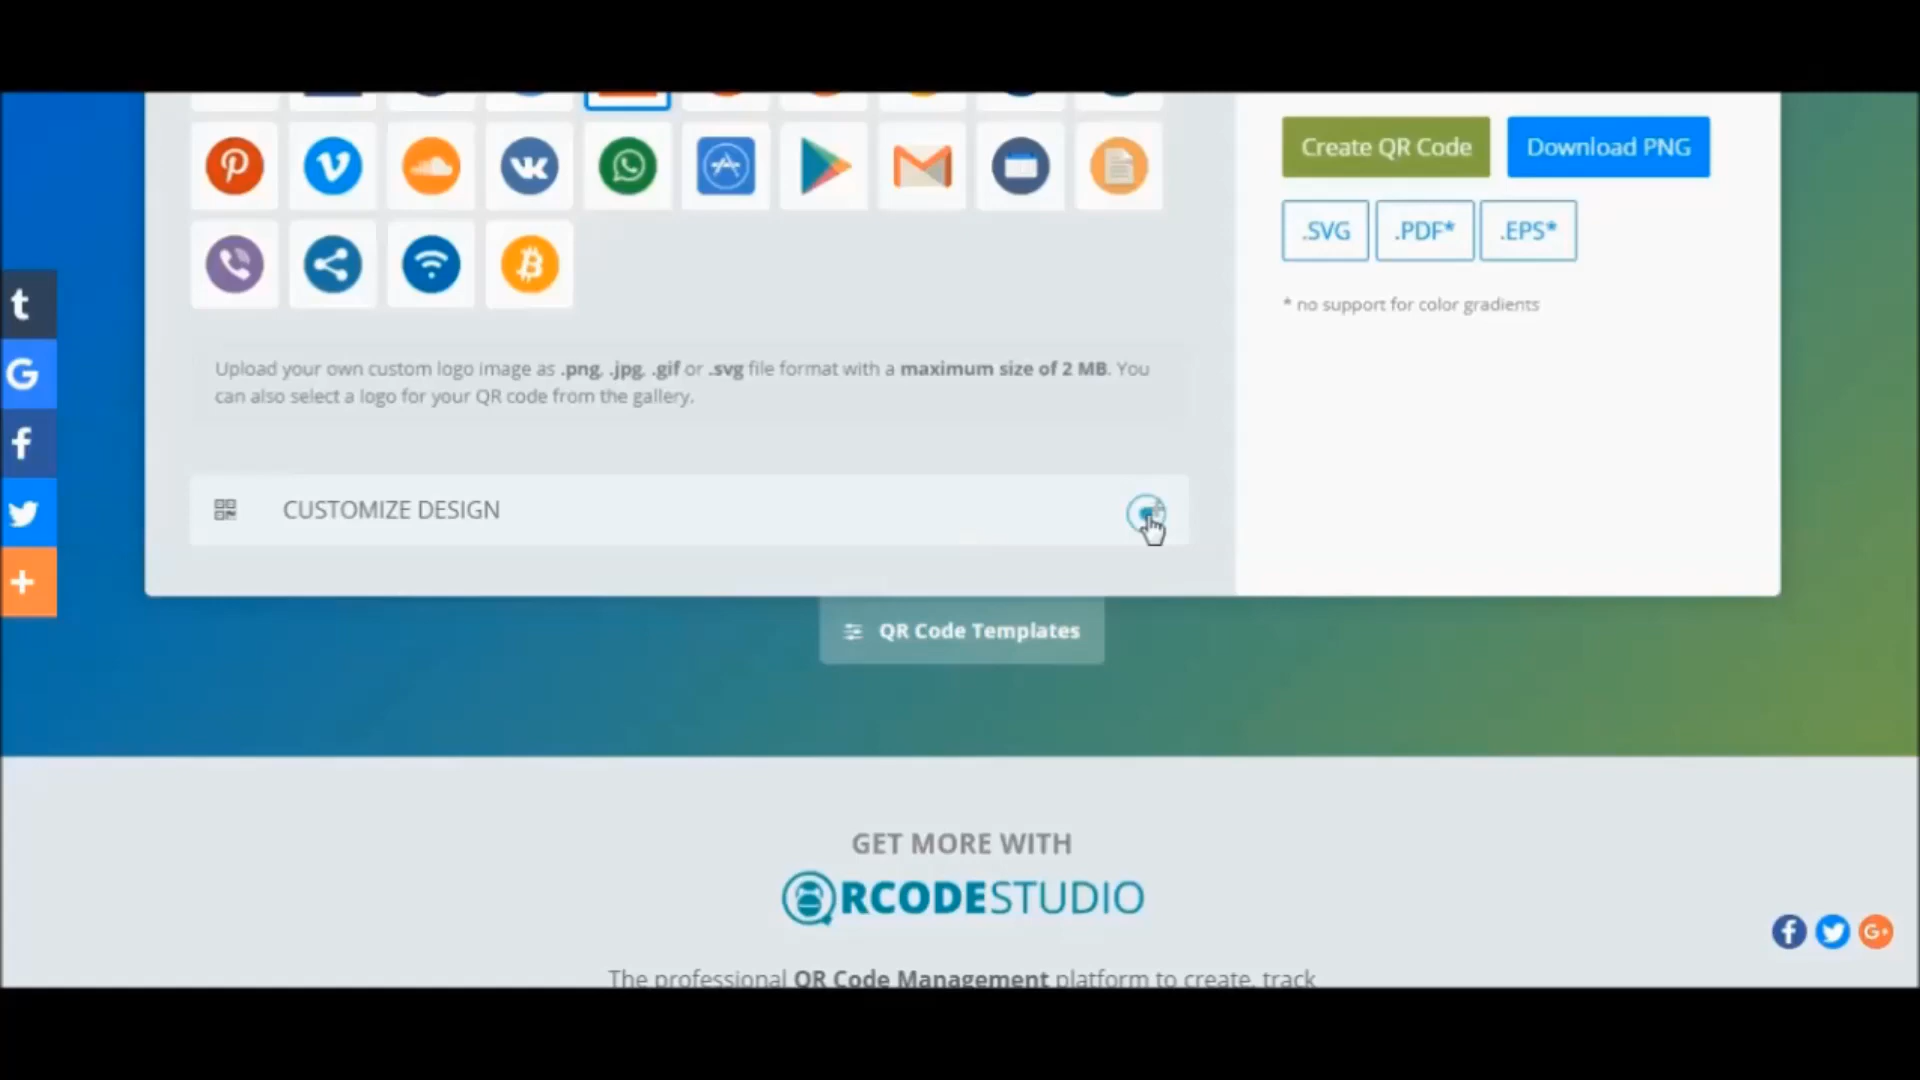 Create QR Code
Download PNG
.SVG
.PDF*
.EPS*
* no support for color gradients
Upload your own custom logo image as .png, .jpg, .gif or .svg file format with a maximum size of 2 MB. You
can also select a logo for your QR code from the gallery.
CUSTOMIZE DESIGN
QR Code Templates
GET MORE WITH
QRCODESTUDIO
The professional QR Code Management platform to create, track